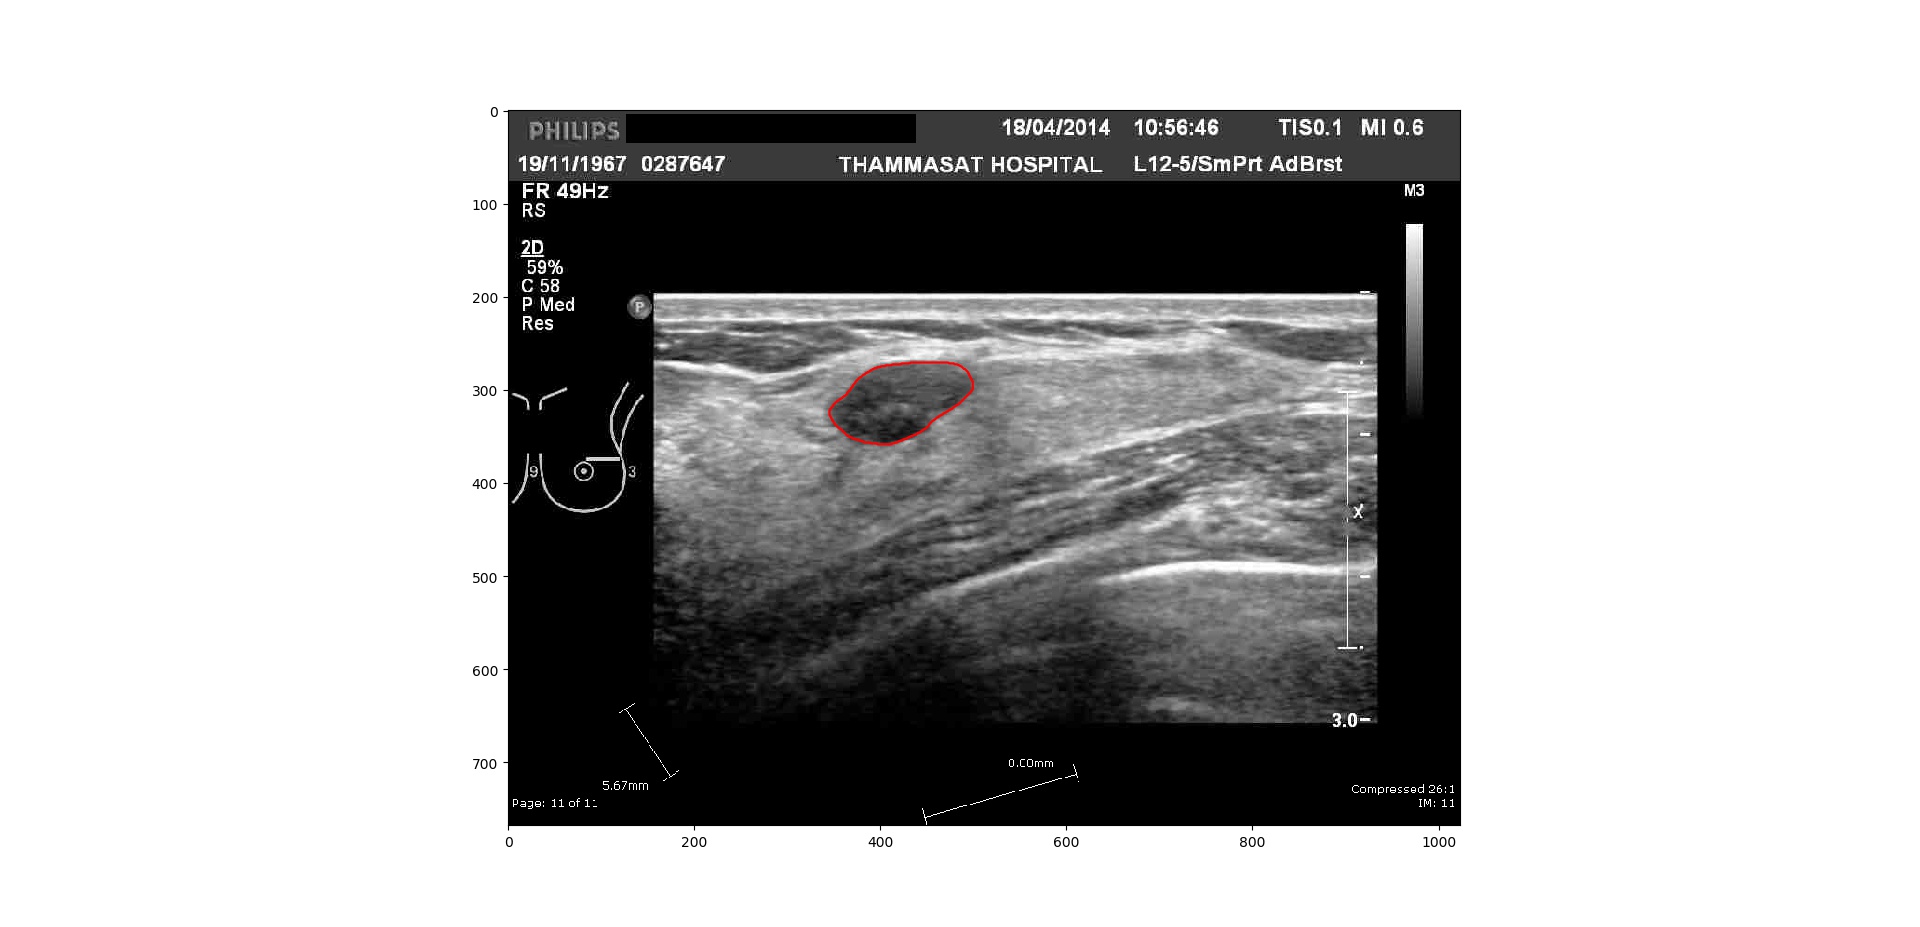 PHILIPS 18/04/2014 10:56:46 TIS0.1 MI 0.6
19/11/1967 0287647 THAMMASAT HOSPITAL L12-5/SmPrt AdBrst
FR 49Hz
RS
M3
2D
59%
C 58
P Med
Res
P
9 3
X
3.0
5.67mm
0.00mm
Page: 11 of 11
Compressed 26:1
IM: 11
0
100
200
300
400
500
600
700
0 200 400 600 800 1000